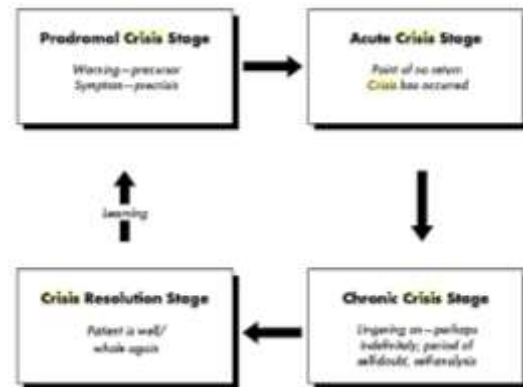 Prodromal Crisis Stage
Warning—precursor
Symptom—precrisis
Acute Crisis Stage
Point of no return
Crisis has occurred
Learning
Crisis Resolution Stage
Patient is well/
whole again
Chronic Crisis Stage
Lingering on—perhaps
indefinitely; period of
self-doubt, self-analysis